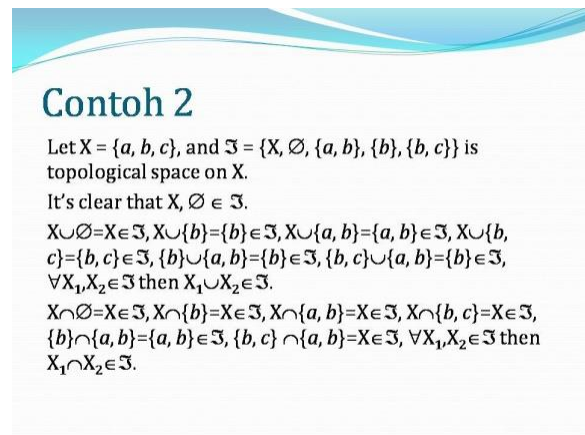 Contoh 2
Let X = {a, b, c}, and ℑ = {X, ∅, {a, b}, {b}, {b, c}} is
topological space on X.
It's clear that X, ∅ ∈ ℑ.
X∪∅=X∈ℑ, X∪{b}={b}∈ℑ, X∪{a, b}={a, b}∈ℑ, X∪{b,
c}={b, c}∈ℑ, {b}∪{a, b}={b}∈ℑ, {b, c}∪{a, b}={b}∈ℑ,
∀X₁,X₂∈ℑ then X₁∪X₂∈ℑ.
X∩∅=X∈ℑ, X∩{b}=X∈ℑ, X∩{a, b}=X∈ℑ, X∩{b, c}=X∈ℑ,
{b}∩{a, b}={a, b}∈ℑ, {b, c} ∩{a, b}=X∈ℑ, ∀X₁,X₂∈ℑ then
X₁∩X₂∈ℑ.